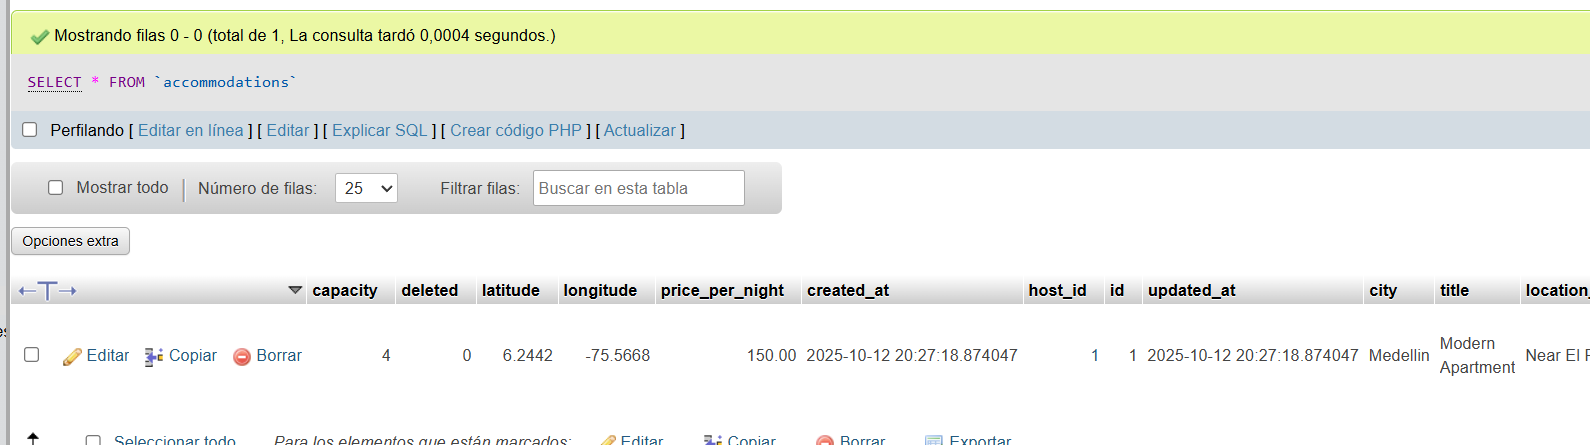 Mostrando filas 0 - 0 (total de 1, La consulta tardó 0,0004 segundos.)
SELECT * FROM `accommodations`
Perfilando [ Editar en línea ] [ Editar ] [ Explicar SQL ] [ Crear código PHP ] [ Actualizar ]
Mostrar todo | Número de filas: 25 Filtrar filas: Buscar en esta tabla
Opciones extra
←T→ capacity deleted latitude longitude price_per_night created_at host_id id updated_at city title location_
Editar Copiar Borrar 4 0 6.2442 -75.5668 150.00 2025-10-12 20:27:18.874047 1 1 2025-10-12 20:27:18.874047 Medellin Modern Apartment Near El
Seleccionar todo Para los elementos que están marcados: Editar Copiar Borrar Exportar